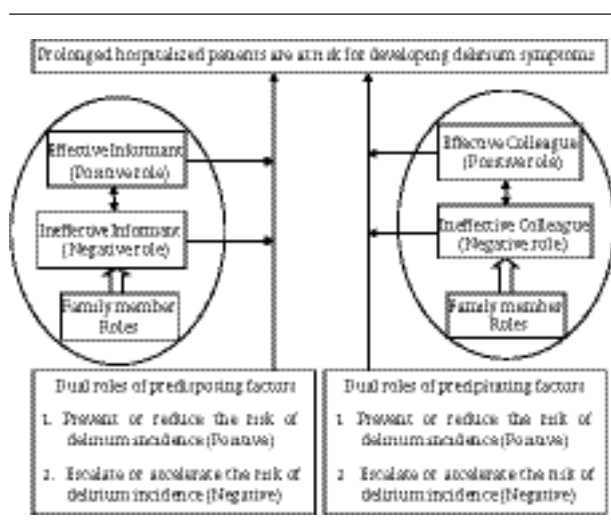 Prolonged hospitalized patients are at risk for developing delirium symptoms
Effective Informant
(Positive role)
Ineffective Informant
(Negative role)
Family member
Roles
Effective Colleague
(Positive role)
Ineffective Colleague
(Negative role)
Family member
Roles
Dual roles of predisposing factors
1. Prevent or reduce the risk of
delirium incidence (Positive)
2. Escalate or accelerate the risk of
delirium incidence (Negative)
Dual roles of precipitating factors
1. Prevent or reduce the risk of
delirium incidence (Positive)
2 Escalate or accelerate the risk of
delirium incidence (Negative)